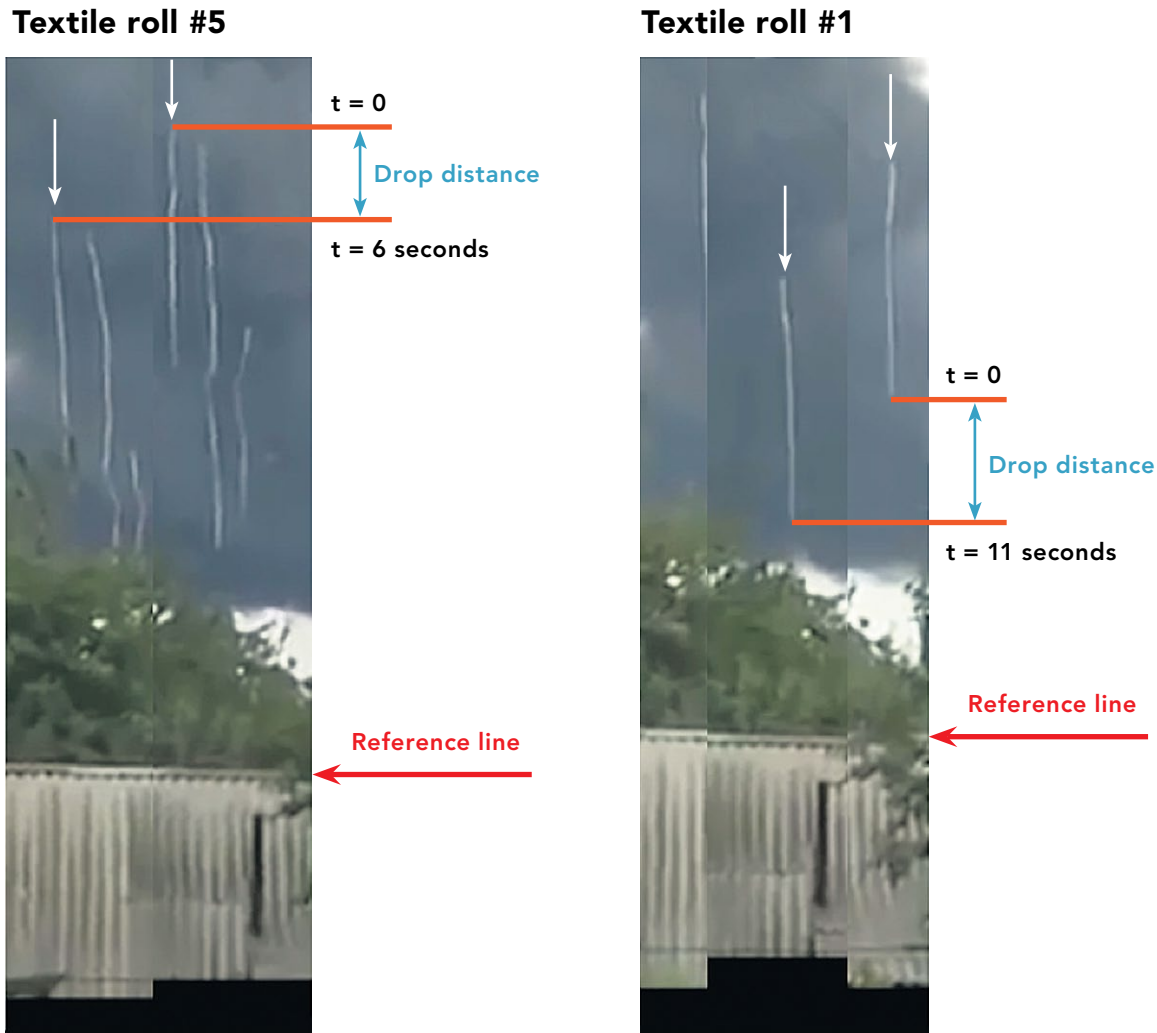 Textile roll #5
t = 0
Drop distance
t = 6 seconds
Reference line
Textile roll #1
t = 0
Drop distance
t = 11 seconds
Reference line